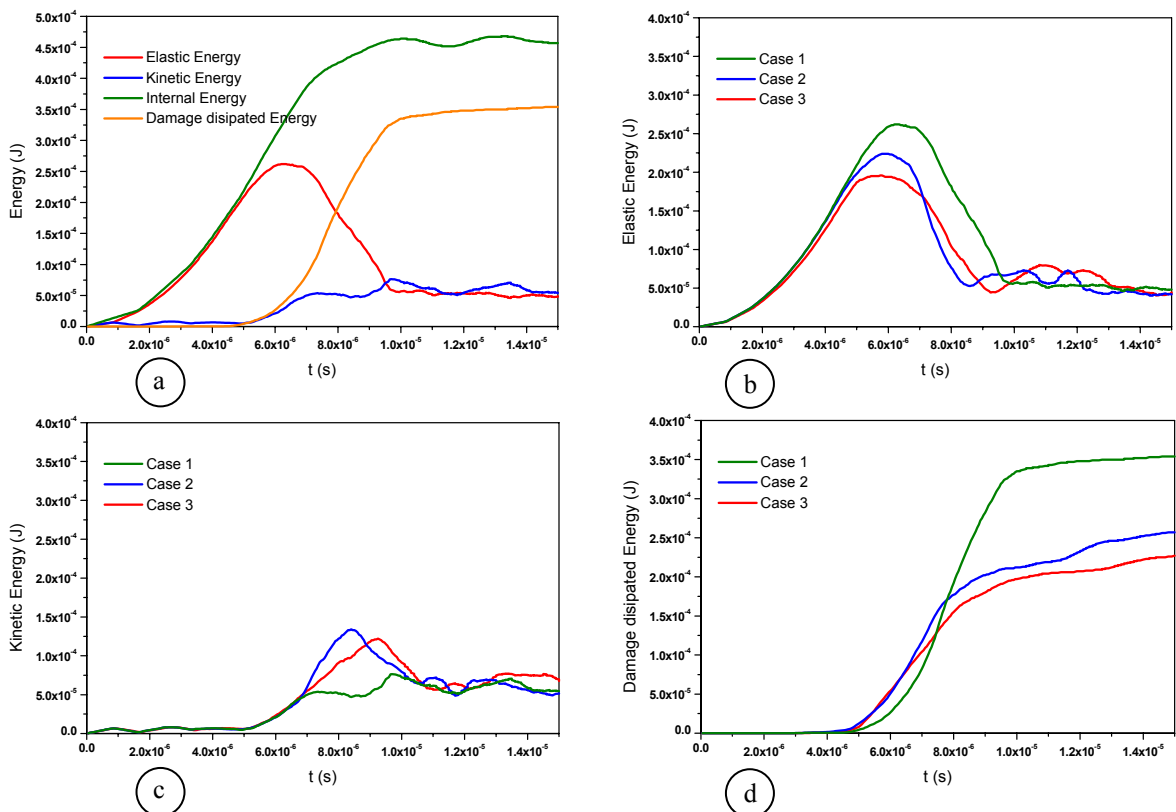 5.0x10-4
4.5x10-4
4.0x10-4
3.5x10-4
3.0x10-4
2.5x10-4
2.0x10-4
1.5x10-4
1.0x10-4
5.0x10-5
0.0
Energy (J)
Elastic Energy
Kinetic Energy
Internal Energy
Damage disipated Energy
0.0 2.0x10-6 4.0x10-6 6.0x10-6 8.0x10-6 1.0x10-5 1.2x10-5 1.4x10-5
t (s)
a
4.0x10-4
3.5x10-4
3.0x10-4
2.5x10-4
2.0x10-4
1.5x10-4
1.0x10-4
5.0x10-5
0.0
Elastic Energy (J)
Case 1
Case 2
Case 3
0.0 2.0x10-6 4.0x10-6 6.0x10-6 8.0x10-6 1.0x10-5 1.2x10-5 1.4x10-5
t (s)
b
4.0x10-4
3.5x10-4
3.0x10-4
2.5x10-4
2.0x10-4
1.5x10-4
1.0x10-4
5.0x10-5
0.0
Kinetic Energy (J)
Case 1
Case 2
Case 3
0.0 2.0x10-6 4.0x10-6 6.0x10-6 8.0x10-6 1.0x10-5 1.2x10-5 1.4x10-5
t (s)
c
4.0x10-4
3.5x10-4
3.0x10-4
2.5x10-4
2.0x10-4
1.5x10-4
1.0x10-4
5.0x10-5
0.0
Damage disipated Energy (J)
Case 1
Case 2
Case 3
0.0 2.0x10-6 4.0x10-6 6.0x10-6 8.0x10-6 1.0x10-5 1.2x10-5 1.4x10-5
t (s)
d